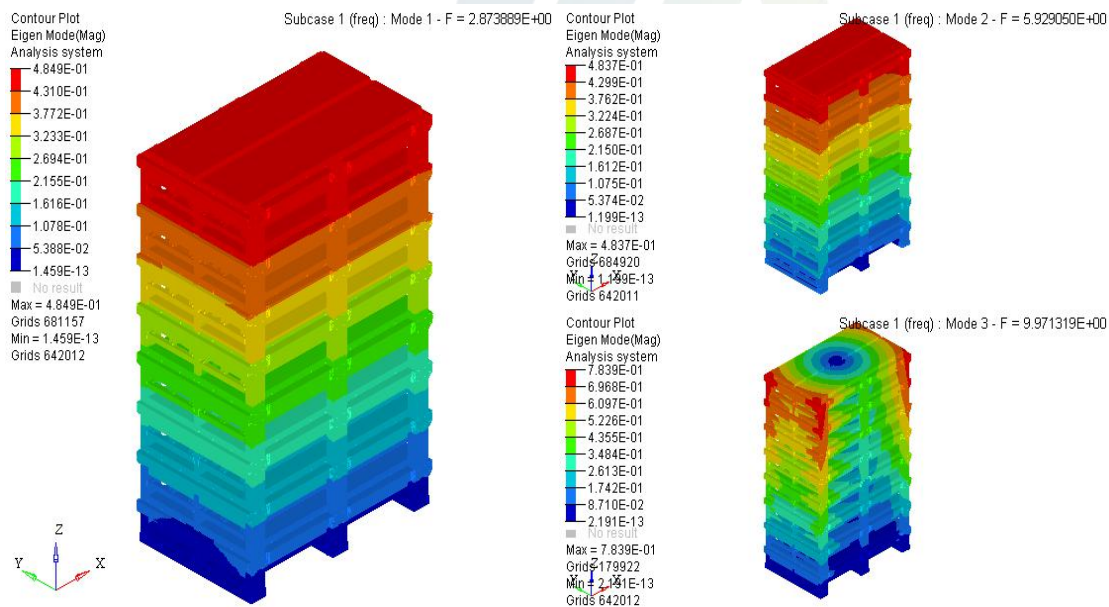 Contour Plot
Eigen Mode(Mag)
Analysis system
4.849E-01
4.310E-01
3.772E-01
3.233E-01
2.694E-01
2.155E-01
1.616E-01
1.078E-01
5.388E-02
1.459E-13
No result
Max = 4.849E-01
Grids 681157
Min = 1.459E-13
Grids 642012
Subcase 1 (freq) : Mode 1 - F = 2.873889E+00
Z
Y
X
Contour Plot
Eigen Mode(Mag)
Analysis system
4.837E-01
4.299E-01
3.762E-01
3.224E-01
2.687E-01
2.150E-01
1.612E-01
1.075E-01
5.374E-02
1.199E-13
No result
Max = 4.837E-01
Grids 684920
Min = 1.199E-13
Grids 642011
Subcase 1 (freq) : Mode 2 - F = 5.929050E+00
Z
Y
X
Contour Plot
Eigen Mode(Mag)
Analysis system
7.839E-01
6.968E-01
6.097E-01
5.226E-01
4.355E-01
3.484E-01
2.613E-01
1.742E-01
8.710E-02
2.191E-13
No result
Max = 7.839E-01
Grids 179922
Min = 2.191E-13
Grids 642012
Subcase 1 (freq) : Mode 3 - F = 9.971319E+00
Z
Y
X